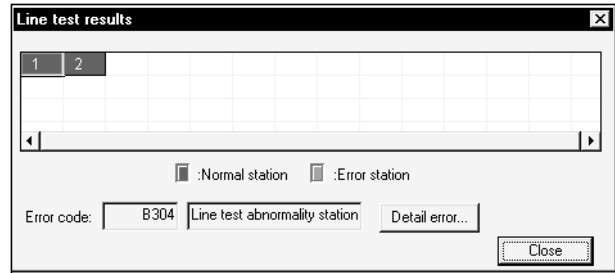 Line test results
1 2
:Normal station :Error station
Error code: B304 Line test abnormality station Detail error...
Close